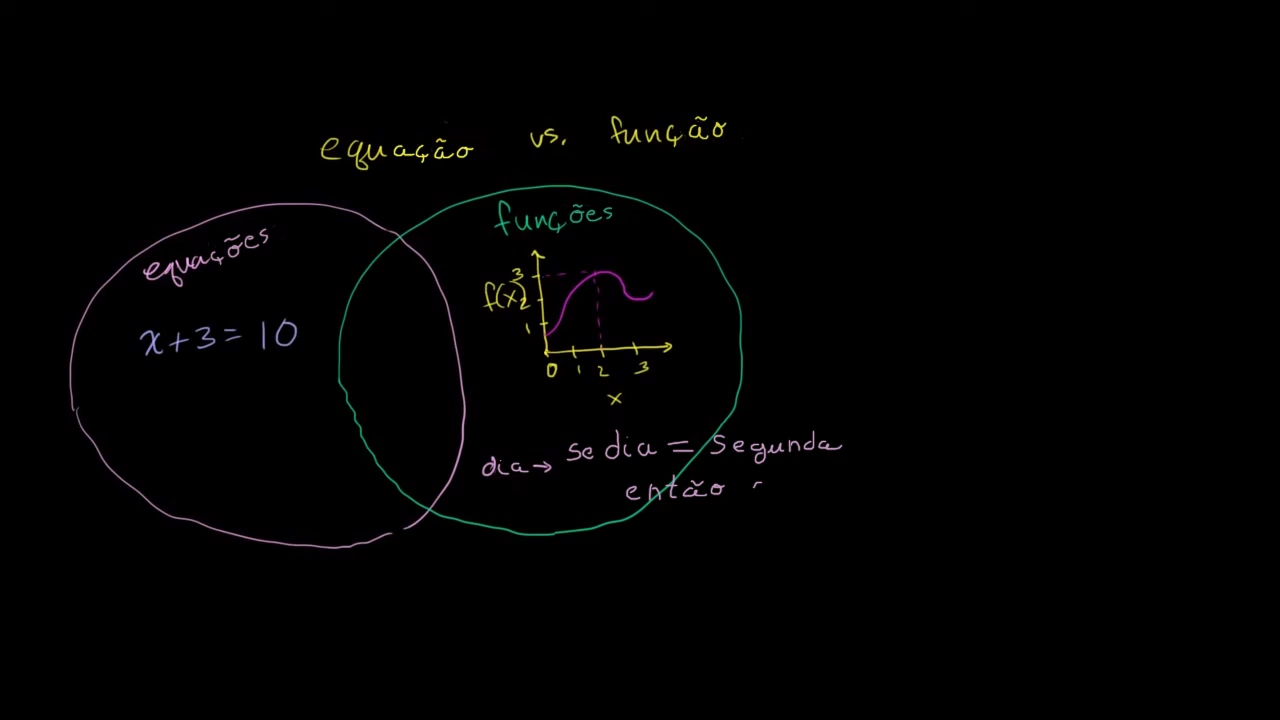 equação vs. função
equações
funções
x+3=10
3
f(x)
2
1
0 1 2 3
x
dia→ se dia = segunda
então